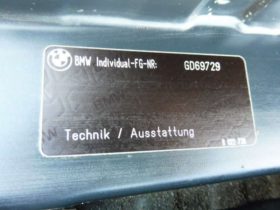 BMW Individual-FG-NR: GD69729
Technik / Ausstattung